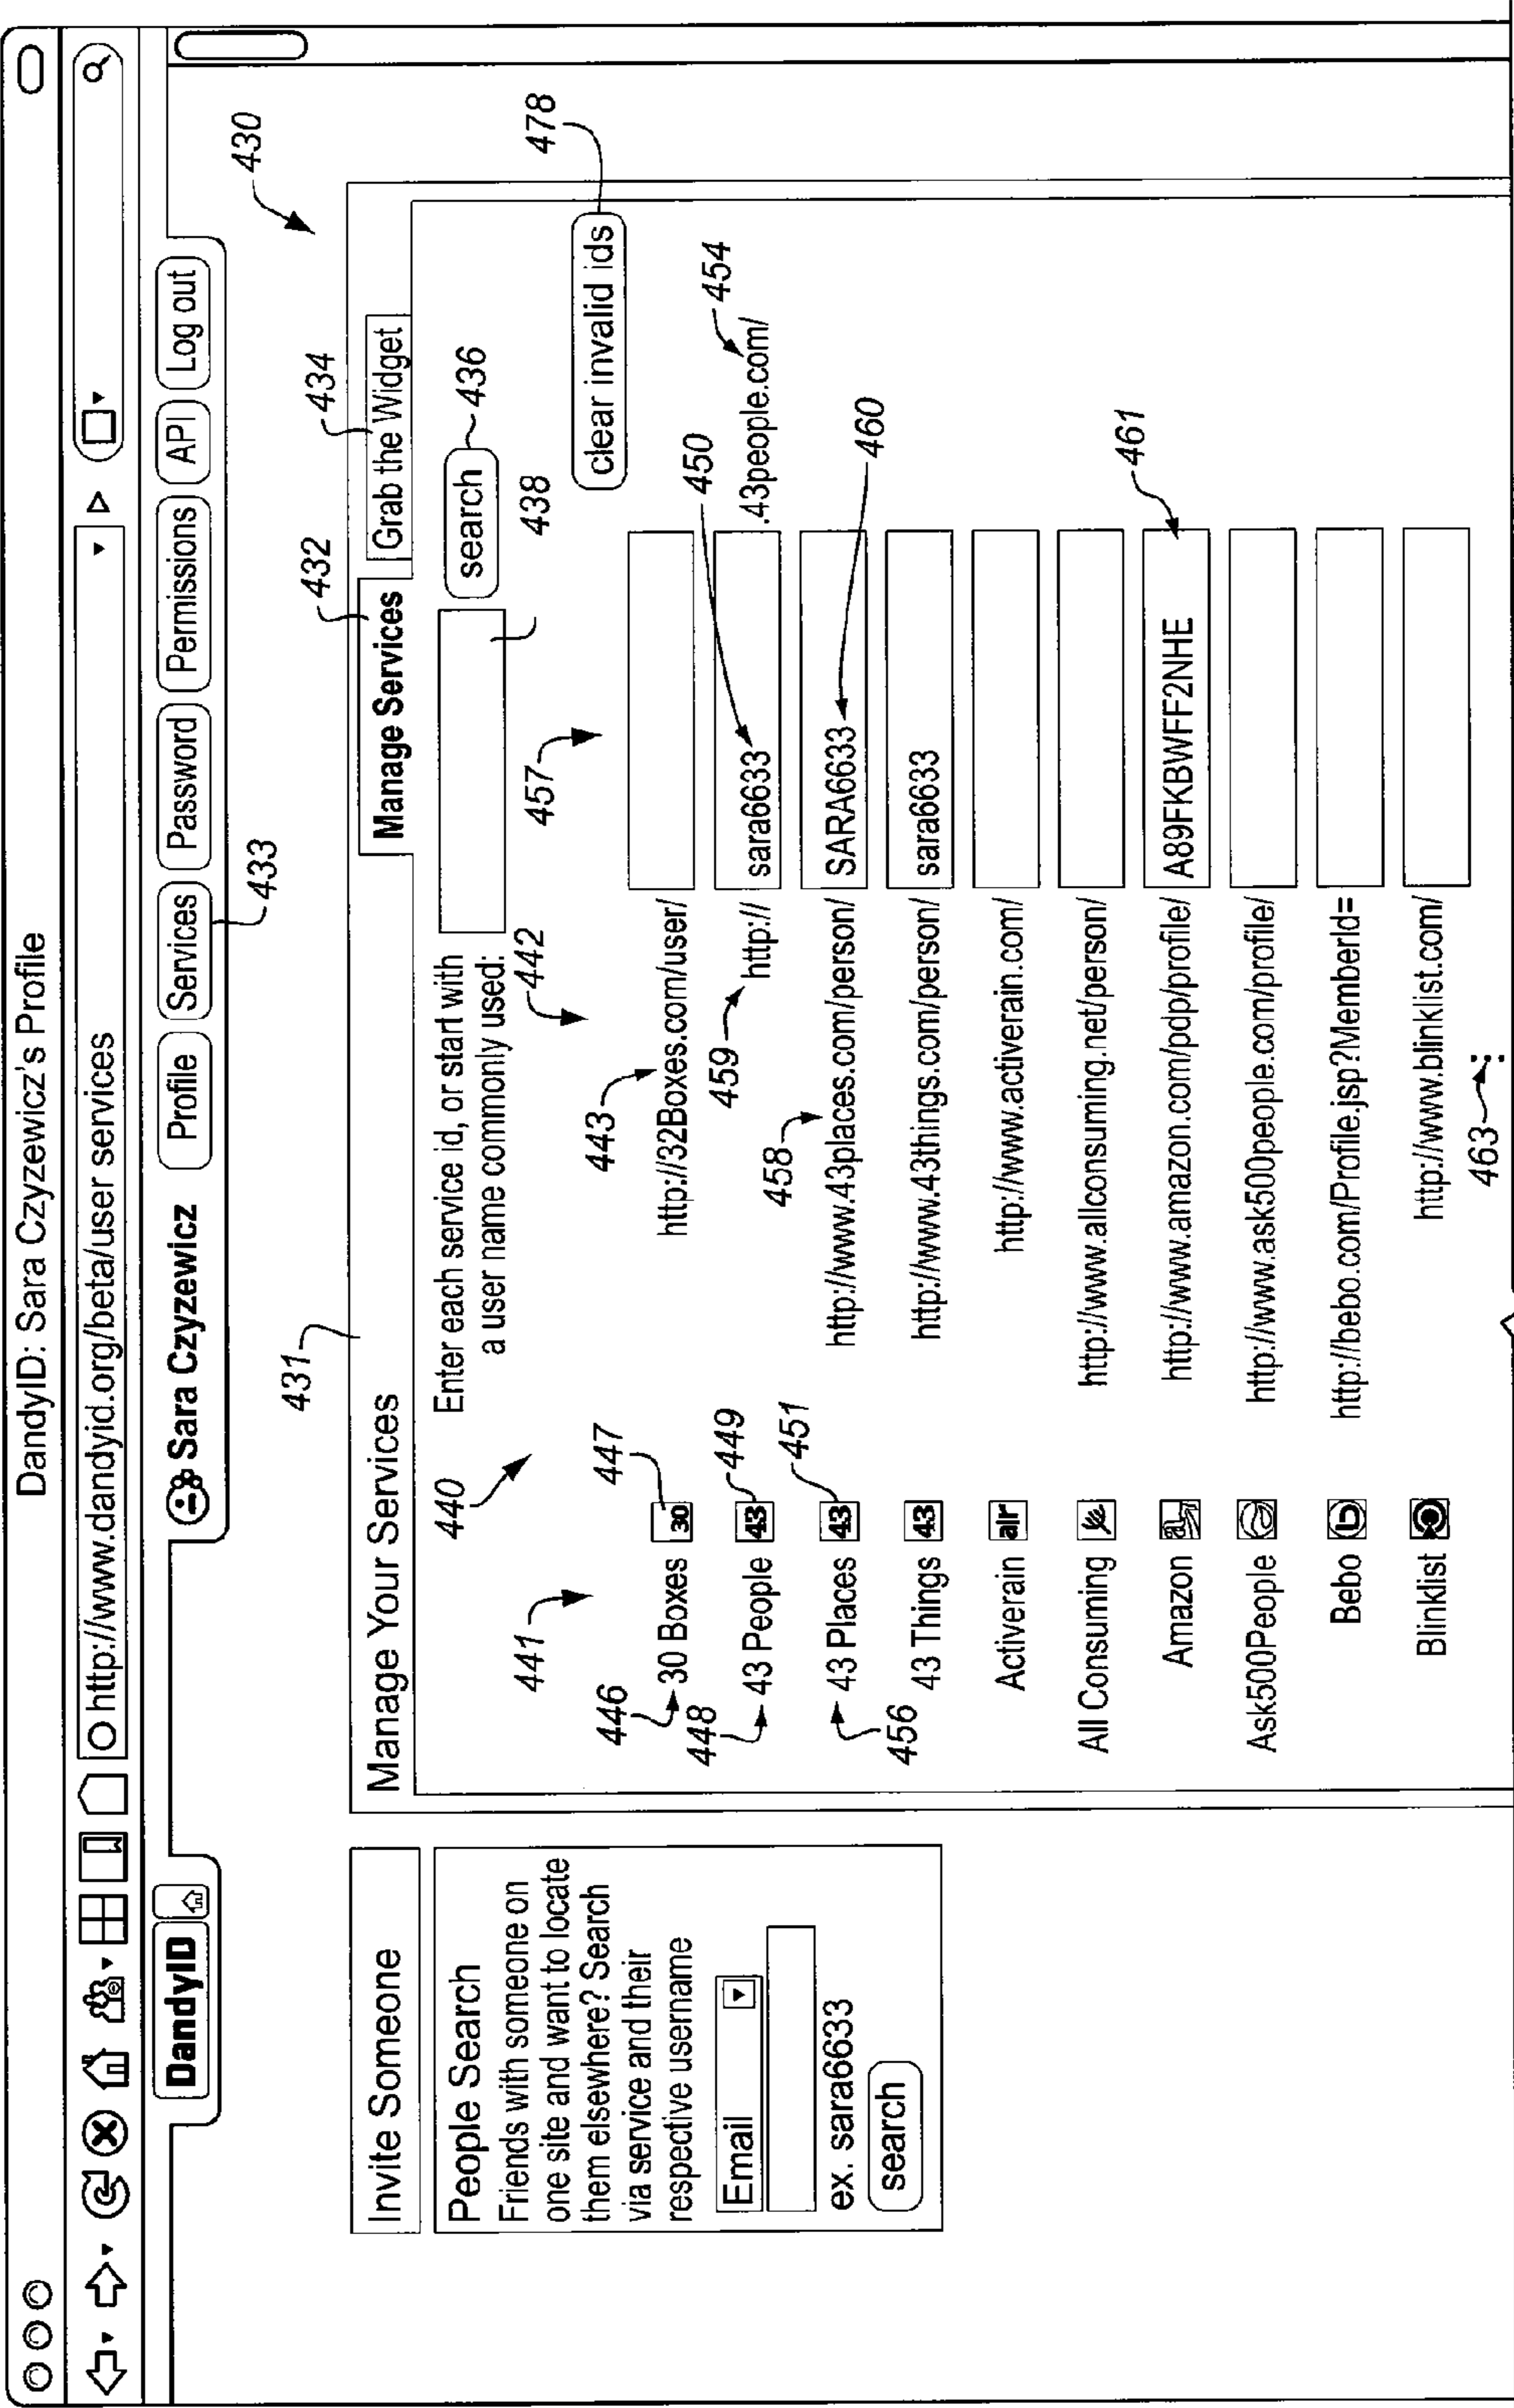 DandyID: Sara Czyzewicz's Profile
http://www.dandyid.org/beta/user services
DandyID
Sara Czyzewicz
Profile
Services
Password
Permissions
API
Log out
433
430
Invite Someone
People Search
Friends with someone on
one site and want to locate
them elsewhere? Search
via service and their
respective username
Email
ex. sara6633
search
431
432
434
Manage Your Services
Manage Services
Grab the Widget
440
Enter each service id, or start with
a user name commonly used:
search
436
438
442
457
478
clear invalid ids
441
447
443
446
30 Boxes
30
http://32Boxes.com/user/
448
43 People
43
449
459
http://
sara6633
.43people.com/
450
454
456
43 Places
43
451
458
http://www.43places.com/person/
SARA6633
460
43 Things
43
http://www.43things.com/person/
sara6633
Activerain
ar
http://www.activerain.com/
All Consuming
http://www.allconsuming.net/person/
Amazon
a
http://www.amazon.com/pdp/profile/
A89FKBWFF2NHE
461
Ask500People
http://www.ask500people.com/profile/
Bebo
b
http://bebo.com/Profile.jsp?MemberId=
Blinklist
http://www.blinklist.com/
463